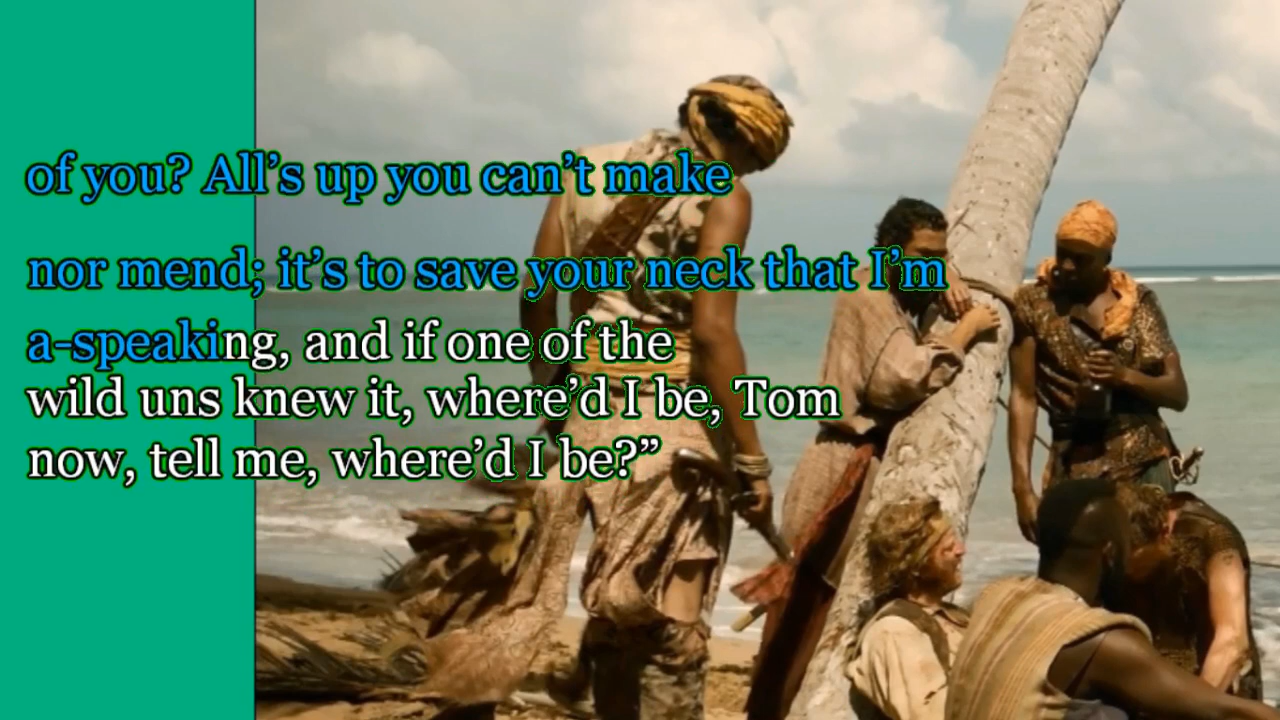 of you? All’s up you can’t make
nor mend; it’s to save your neck that I’m
a-speaking, and if one of the
wild uns knew it, where’d I be, Tom
now, tell me, where’d I be?”